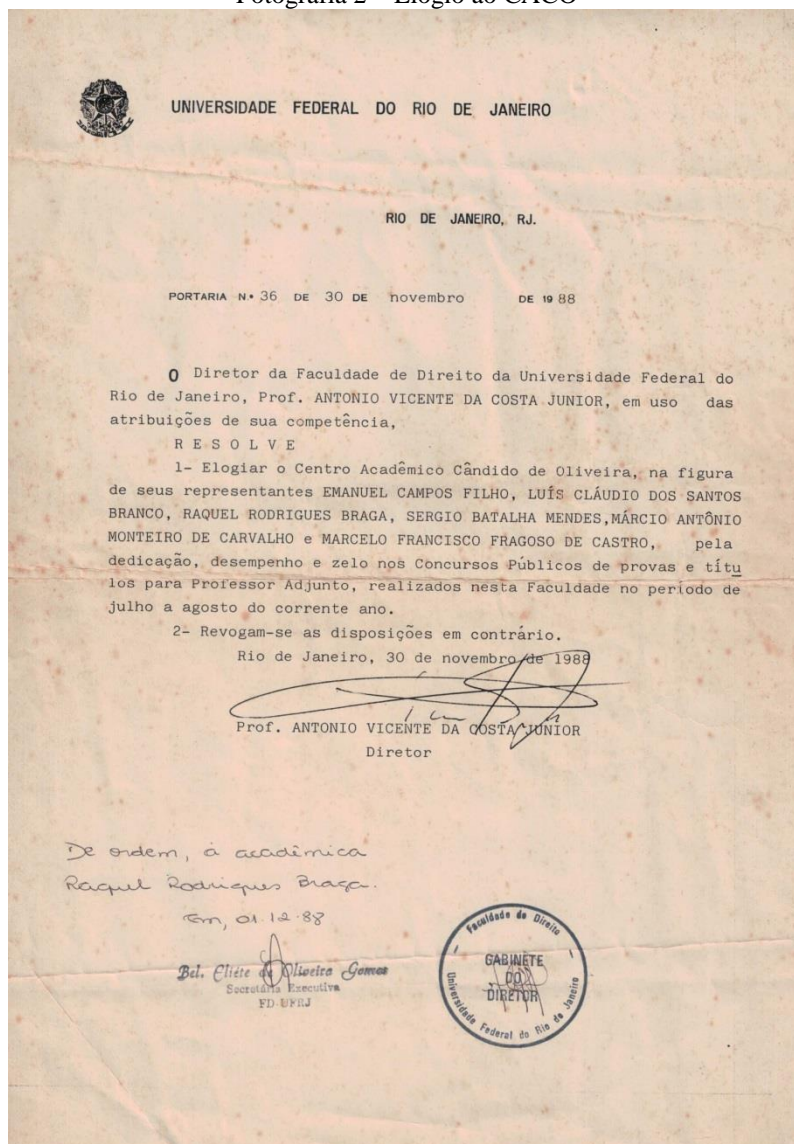 Fotografia 2 – Elogio ao CACO
UNIVERSIDADE FEDERAL DO RIO DE JANEIRO
RIO DE JANEIRO, RJ.
PORTARIA N.º 36 DE 30 DE novembro DE 1988
O Diretor da Faculdade de Direito da Universidade Federal do
Rio de Janeiro, Prof. ANTONIO VICENTE DA COSTA JUNIOR, em uso das
atribuições de sua competência,
R E S O L V E
1- Elogiar o Centro Acadêmico Cândido de Oliveira, na figura
de seus representantes EMANUEL CAMPOS FILHO, LUÍS CLÁUDIO DOS SANTOS
BRANCO, RAQUEL RODRIGUES BRAGA, SERGIO BATALHA MENDES,MÁRCIO ANTÔNIO
MONTEIRO DE CARVALHO e MARCELO FRANCISCO FRAGOSO DE CASTRO, pela
dedicação, desempenho e zelo nos Concursos Públicos de provas e títu
los para Professor Adjunto, realizados nesta Faculdade no período de
julho a agosto do corrente ano.
2- Revogam-se as disposições em contrário.
Rio de Janeiro, 30 de novembro de 1988
Prof. ANTONIO VICENTE DA COSTA JUNIOR
Diretor
De ordem, à acadêmica
Raquel Rodrigues Braga.
Em, 01.12.88
Bel. Eliéte de Oliveira Gomes
Secretária Executiva
FD-UFRJ
Faculdade de Direito
GABINETE
DO
DIRETOR
Universidade Federal do Rio de Janeiro